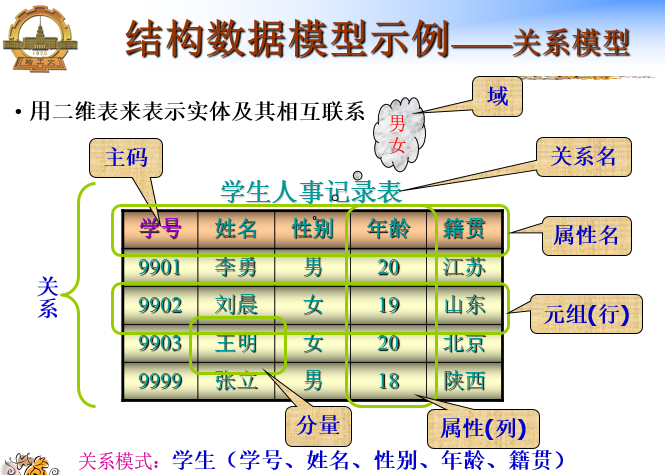 结构数据模型示例——关系模型
·用二维表来表示实体及其相互联系
域
男
女
主码
关系名
学生人事记录表
学号 姓名 性别 年龄 籍贯
属性名
9901 李勇 男 20 江苏
关系
9902 刘晨 女 19 山东
元组(行)
9903 王明 女 20 北京
9999 张立 男 18 陕西
分量
属性(列)
关系模式：学生（学号、姓名、性别、年龄、籍贯）